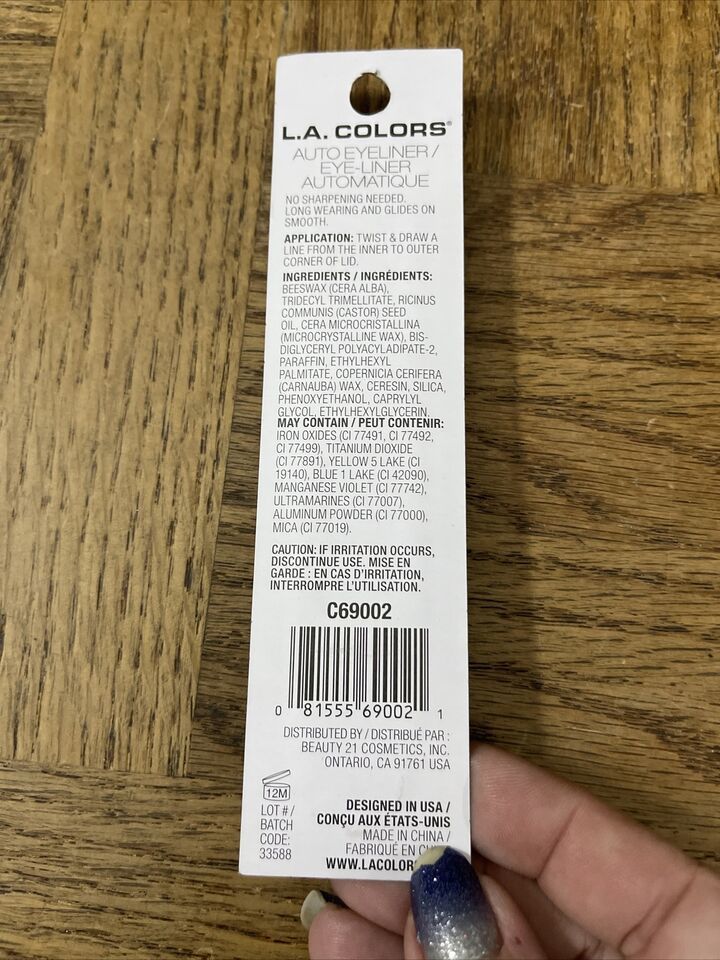 L.A. COLORS®
AUTO EYELINER /
EYE-LINER
AUTOMATIQUE
NO SHARPENING NEEDED.
LONG WEARING AND GLIDES ON
SMOOTH.
APPLICATION: TWIST & DRAW A
LINE FROM THE INNER TO OUTER
CORNER OF LID.
INGREDIENTS / INGRÉDIENTS:
BEESWAX (CERA ALBA),
TRIDECYL TRIMELLITATE, RICINUS
COMMUNIS (CASTOR) SEED
OIL, CERA MICROCRISTALLINA
(MICROCRYSTALLINE WAX), BIS-
DIGLYCERYL POLYACYLADIPATE-2,
PARAFFIN, ETHYLHEXYL
PALMITATE, COPERNICIA CERIFERA
(CARNAUBA) WAX, CERESIN, SILICA,
PHENOXYETHANOL, CAPRYLYL
GLYCOL, ETHYLHEXYLGLYCERIN.
MAY CONTAIN / PEUT CONTENIR:
IRON OXIDES (CI 77491, CI 77492,
CI 77499), TITANIUM DIOXIDE
(CI 77891), YELLOW 5 LAKE (CI
19140), BLUE 1 LAKE (CI 42090),
MANGANESE VIOLET (CI 77742),
ULTRAMARINES (CI 77007),
ALUMINUM POWDER (CI 77000),
MICA (CI 77019).
CAUTION: IF IRRITATION OCCURS,
DISCONTINUE USE. MISE EN
GARDE : EN CAS D'IRRITATION,
INTERROMPRE L'UTILISATION.
C69002
0 81555 69002 1
DISTRIBUTED BY / DISTRIBUÉ PAR :
BEAUTY 21 COSMETICS, INC.
ONTARIO, CA 91761 USA
12M
LOT # /
BATCH
CODE:
33588
DESIGNED IN USA /
CONÇU AUX ÉTATS-UNIS
MADE IN CHINA /
FABRIQUÉ EN
WWW.LACOLOR